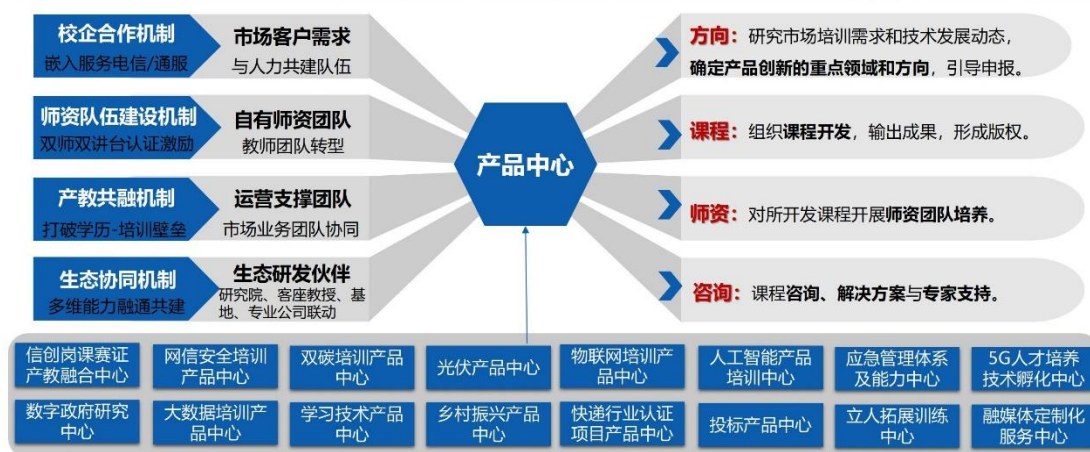 校企合作机制
嵌入服务电信/通服
市场客户需求
与人力共建队伍
师资队伍建设机制
双师双讲台认证激励
自有师资团队
教师团队转型
产教共融机制
打破学历-培训壁垒
运营支撑团队
市场业务团队协同
生态协同机制
多维能力融通共建
生态研发伙伴
研究院、客座教授、基
地、专业公司联动
产品中心
方向：研究市场培训需求和技术发展动态，
确定产品创新的重点领域和方向，引导申报。
课程：组织课程开发，输出成果，形成版权。
师资：对所开发课程开展师资团队培养。
咨询：课程咨询、解决方案与专家支持。
信创岗课赛证
产教融合中心
网信安全培训
产品中心
双碳培训产品
中心
光伏产品中心
物联网培训产
品中心
人工智能产品
培训中心
应急管理体系
及能力中心
5G人才培养
技术孵化中心
数字政府研究
中心
大数据培训产
品中心
学习技术产品
中心
乡村振兴产品
中心
快递行业认证
项目产品中心
投标产品中心
立人拓展训练
中心
融媒体定制化
服务中心